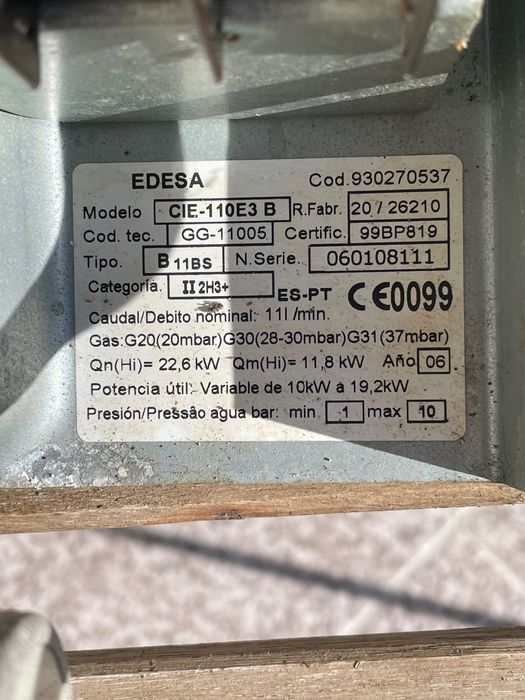 EDESA Cod.930270537
Modelo CIE-110E3 B R.Fabr. 20 / 26210
Cod. tec. GG-11005 Certific. 99BP819
Tipo. B11BS N.Serie. 060108111
Categoría. II2H3+ ES-PT CE0099
Caudal/Debito nominal: 11l /min.
Gas:G20(20mbar)G30(28-30mbar)G31(37mbar)
Qn(Hi)= 22,6 kW Qm(Hi)= 11,8 kW Año 06
Potencia útil: Variable de 10kW a 19,2kW
Presión/Pressâo agua bar: min .1 max 10